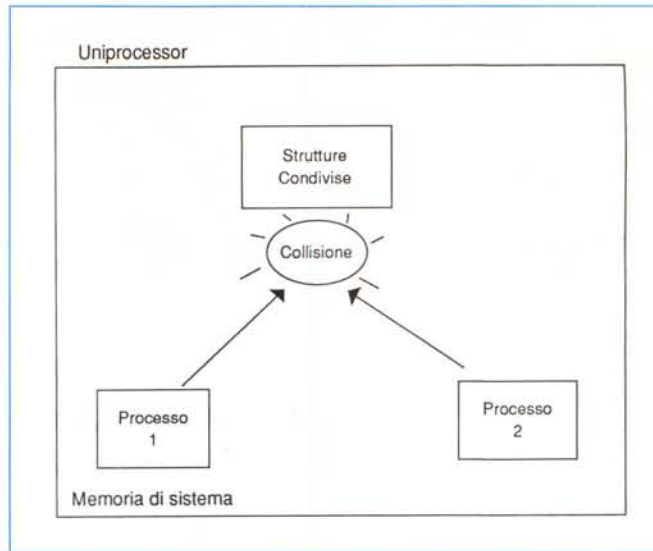 Uniprocessor
Strutture
Condivise
Collisione
Processo
1
Processo
2
Memoria di sistema